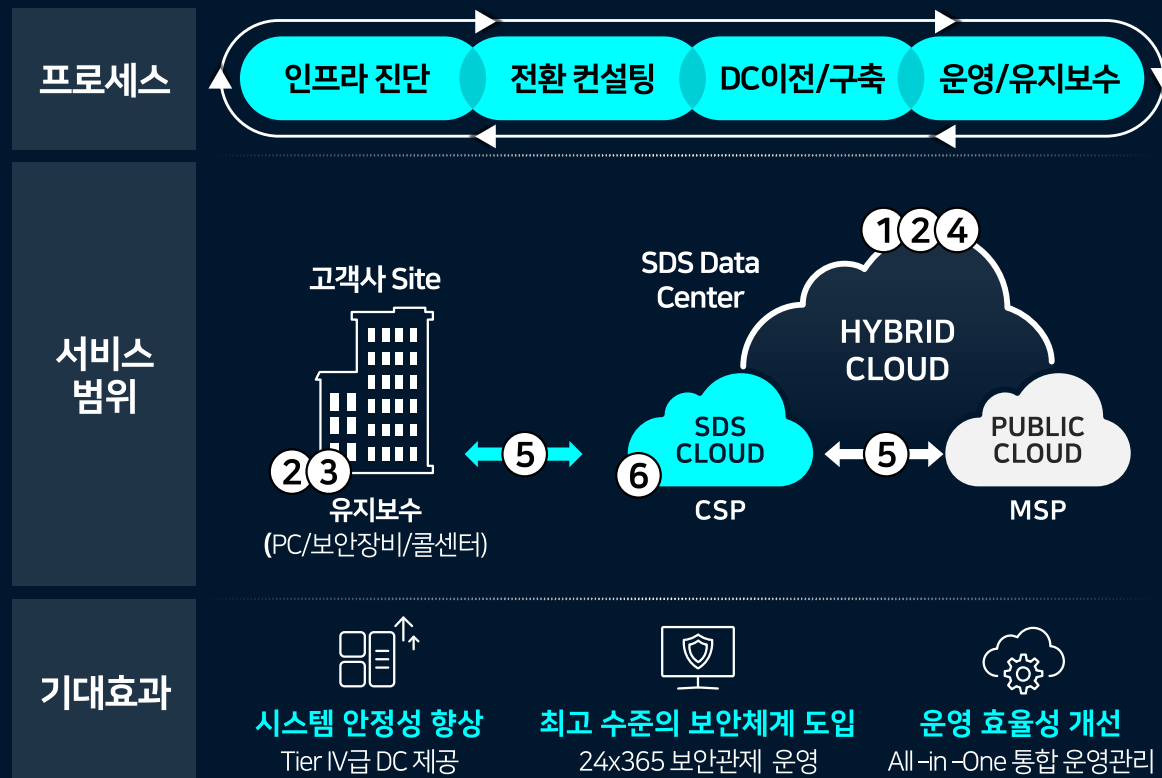 프로세스
인프라 진단
전환 컨설팅
DC이전/구축
운영/유지보수
서비스
범위
고객사 Site
2 3
유지보수
(PC/보안장비/콜센터)
5
SDS Data
Center
1 2 4
HYBRID
CLOUD
SDS
CLOUD
6
CSP
5
PUBLIC
CLOUD
MSP
기대효과
시스템 안정성 향상
Tier IV급 DC 제공
최고 수준의 보안체계 도입
24x365 보안관제 운영
운영 효율성 개선
All-in-One 통합 운영관리